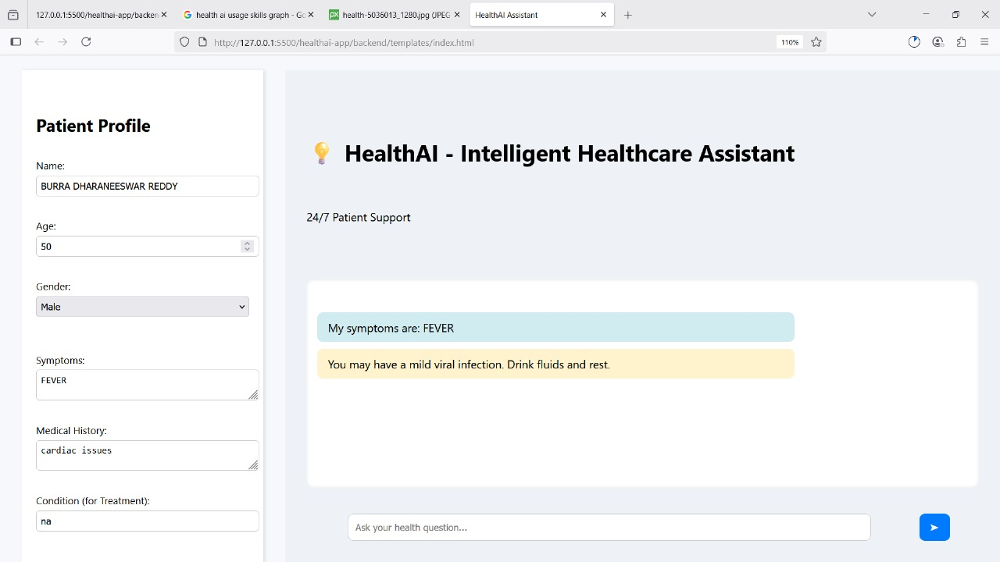 127.0.0.1:5500/healthai-app/backen
health ai usage skills graph - Go
health-5036013_1280.jpg (JPEG
HealthAI Assistant
http://127.0.0.1:5500/healthai-app/backend/templates/index.html
110%
Patient Profile
Name:
BURRA DHARANEESWAR REDDY
Age:
50
Gender:
Male
Symptoms:
FEVER
Medical History:
cardiac issues
Condition (for Treatment):
na
HealthAI - Intelligent Healthcare Assistant
24/7 Patient Support
My symptoms are: FEVER
You may have a mild viral infection. Drink fluids and rest.
Ask your health question...